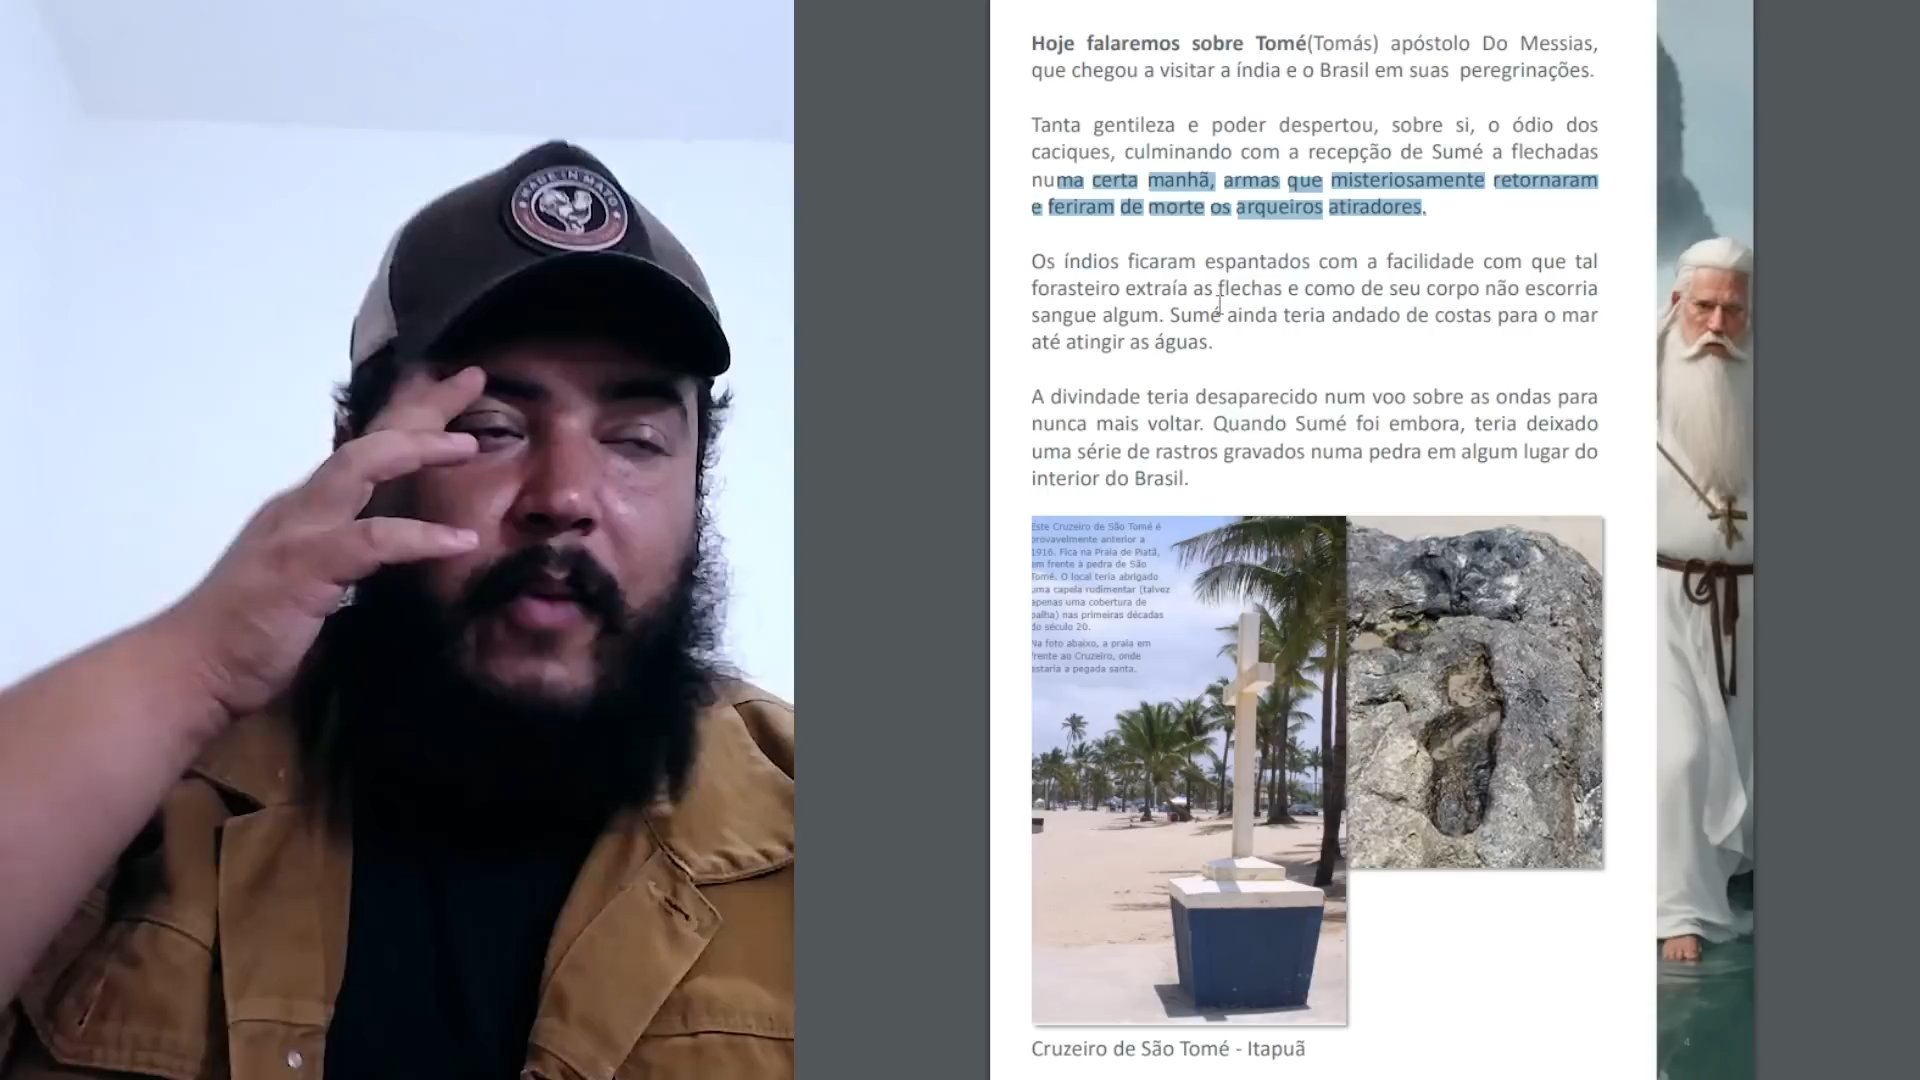 MADE IN MATO
Hoje falaremos sobre Tomé(Tomás) apóstolo Do Messias,
que chegou a visitar a índia e o Brasil em suas peregrinações.
Tanta gentileza e poder despertou, sobre si, o ódio dos
caciques, culminando com a recepção de Sumé a flechadas
numa certa manhã, armas que misteriosamente retornaram
e feriram de morte os arqueiros atiradores.
Os índios ficaram espantados com a facilidade com que tal
forasteiro extraía as flechas e como de seu corpo não escorria
sangue algum. Sumé ainda teria andado de costas para o mar
até atingir as águas.
A divindade teria desaparecido num voo sobre as ondas para
nunca mais voltar. Quando Sumé foi embora, teria deixado
uma série de rastros gravados numa pedra em algum lugar do
interior do Brasil.
Este Cruzeiro de São Tomé é
provavelmente anterior a
1916. Fica na Praia de Piatã,
em frente à pedra de São
Tomé. O local teria abrigado
uma capela rudimentar (talvez
apenas uma cobertura de
palha) nas primeiras décadas
do século 20.
Na foto abaixo, a praia em
frente ao Cruzeiro, onde
estaria a pegada santa.
Cruzeiro de São Tomé - Itapuã
4